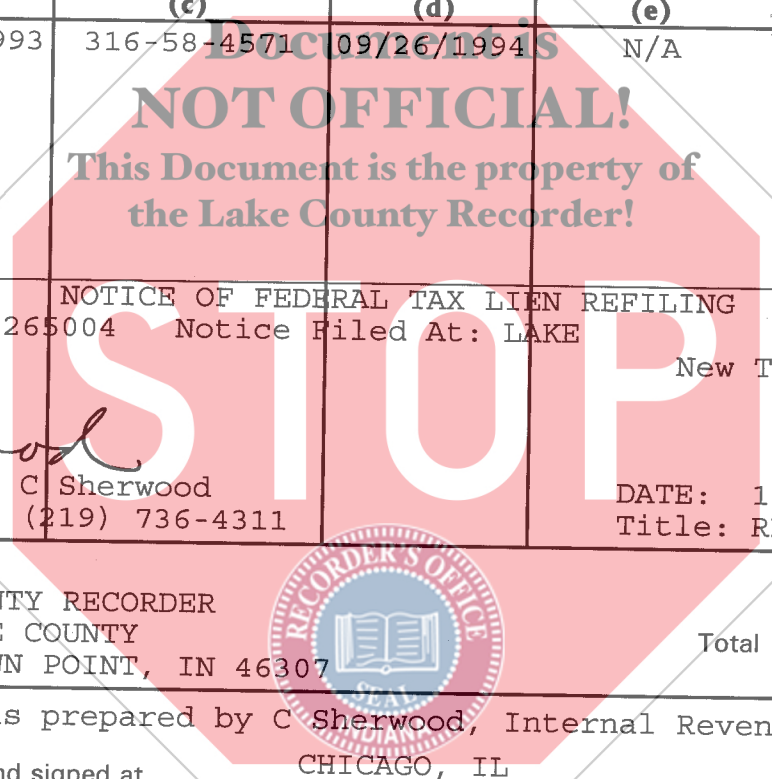 (c) (d) (e)
993 316-58-4571 09/26/1994 N/A
Document is
NOT OFFICIAL!
This Document is the property of
the Lake County Recorder!
NOTICE OF FEDERAL TAX LIEN REFILING
265004 Notice Filed At: LAKE
New T
STOP
C Sherwood
(219) 736-4311
DATE: 1
Title: R
RECORDER'S OFFICE
SEAL
INDIANA
NTY RECORDER
E COUNTY
WN POINT, IN 46307
Total
is prepared by C Sherwood, Internal Reven
nd signed at CHICAGO, IL